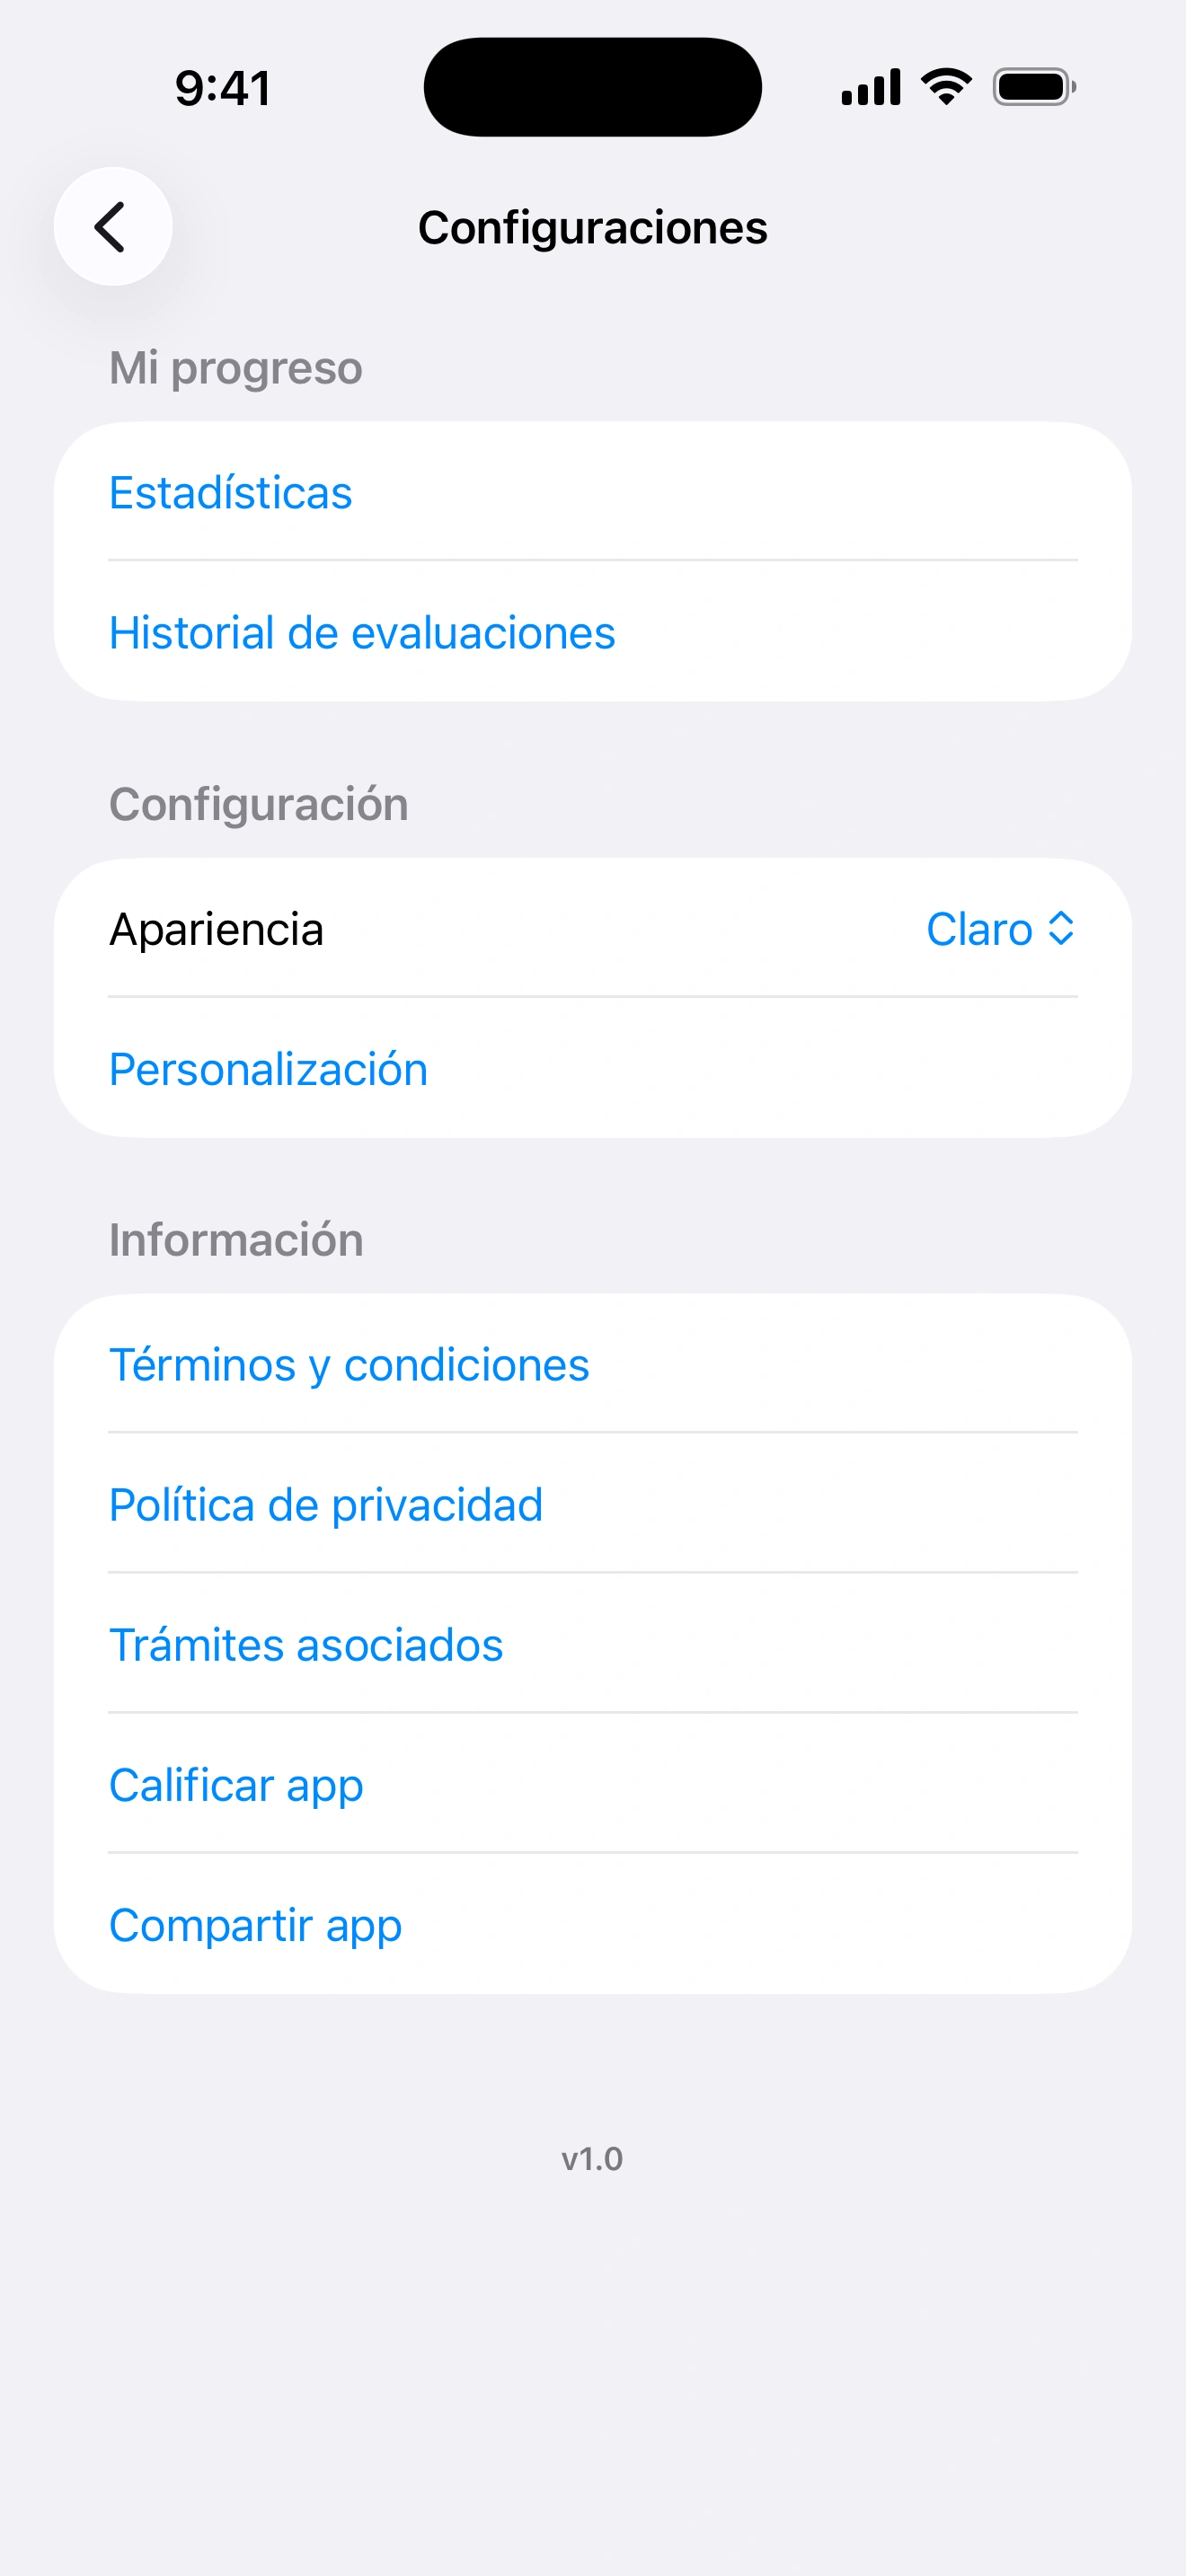 9:41
Configuraciones
Mi progreso
Estadísticas
Historial de evaluaciones
Configuración
Apariencia Claro
Personalización
Información
Términos y condiciones
Política de privacidad
Trámites asociados
Calificar app
Compartir app
v1.0